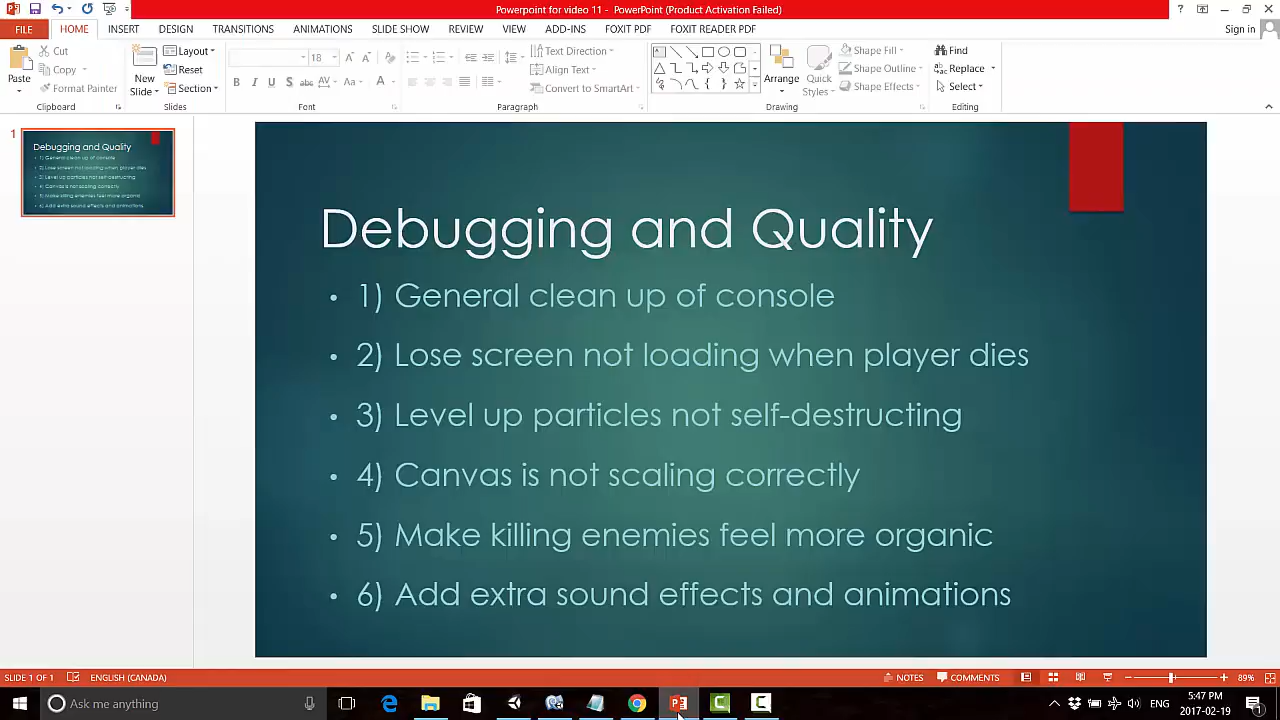 Powerpoint for video 11 - PowerPoint (Product Activation Failed)
FILE HOME INSERT DESIGN TRANSITIONS ANIMATIONS SLIDE SHOW REVIEW VIEW ADD-INS FOXIT PDF FOXIT READER PDF Sign in
Paste
Cut
Copy
Format Painter
Clipboard
New Slide
Layout
Reset
Section
Slides
18
B I U S abc AV Aa A
Font
Text Direction
Align Text
Convert to SmartArt
Paragraph
Arrange
Quick Styles
Shape Fill
Shape Outline
Shape Effects
Drawing
Find
Replace
Select
Editing
1
Debugging and Quality
1) General clean up of console
2) Lose screen not loading when player dies
3) Level up particles not self-destructing
4) Canvas is not scaling correctly
5) Make killing enemies feel more organic
6) Add extra sound effects and animations
Debugging and Quality
• 1) General clean up of console
• 2) Lose screen not loading when player dies
• 3) Level up particles not self-destructing
• 4) Canvas is not scaling correctly
• 5) Make killing enemies feel more organic
• 6) Add extra sound effects and animations
SLIDE 1 OF 1 ENGLISH (CANADA) NOTES COMMENTS 89%
Ask me anything
ENG
5:47 PM
2017-02-19